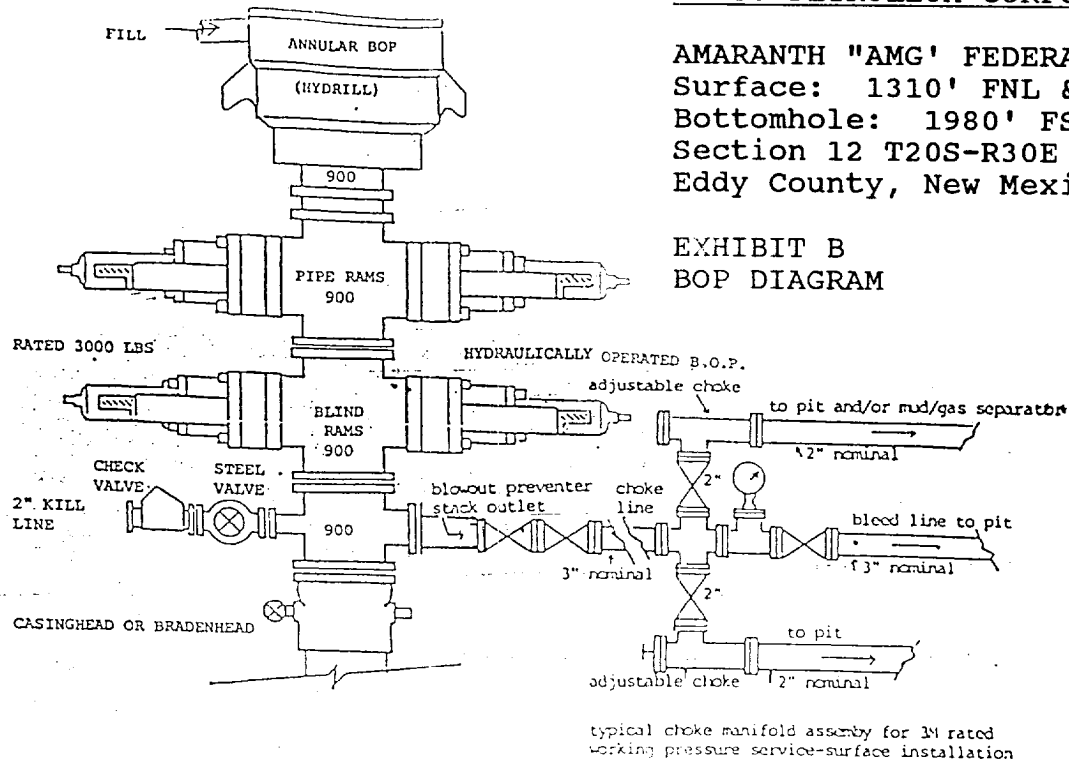 PETROLEUM
AMARANTH "AMG' FEDERA
Surface: 1310' FNL &
Bottomhole: 1980' FS
Section 12 T20S-R30E
Eddy County, New Mexi
EXHIBIT B
BOP DIAGRAM
FILL
ANNULAR BOP
(HYDRILL)
900
PIPE RAMS
900
RATED 3000 LBS
HYDRAULICALLY OPERATED B.O.P.
BLIND
RAMS
900
CHECK
VALVE
STEEL
VALVE
2" KILL
LINE
900
CASINGHEAD OR BRADENHEAD
blowout preventer
stack outlet
choke
line
3" nominal
adjustable choke
to pit and/or mud/gas separator
2" nominal
2"
bleed line to pit
3" nominal
2"
to pit
adjustable choke
2" nominal
typical choke manifold assemby for 3M rated
working pressure service-surface installation